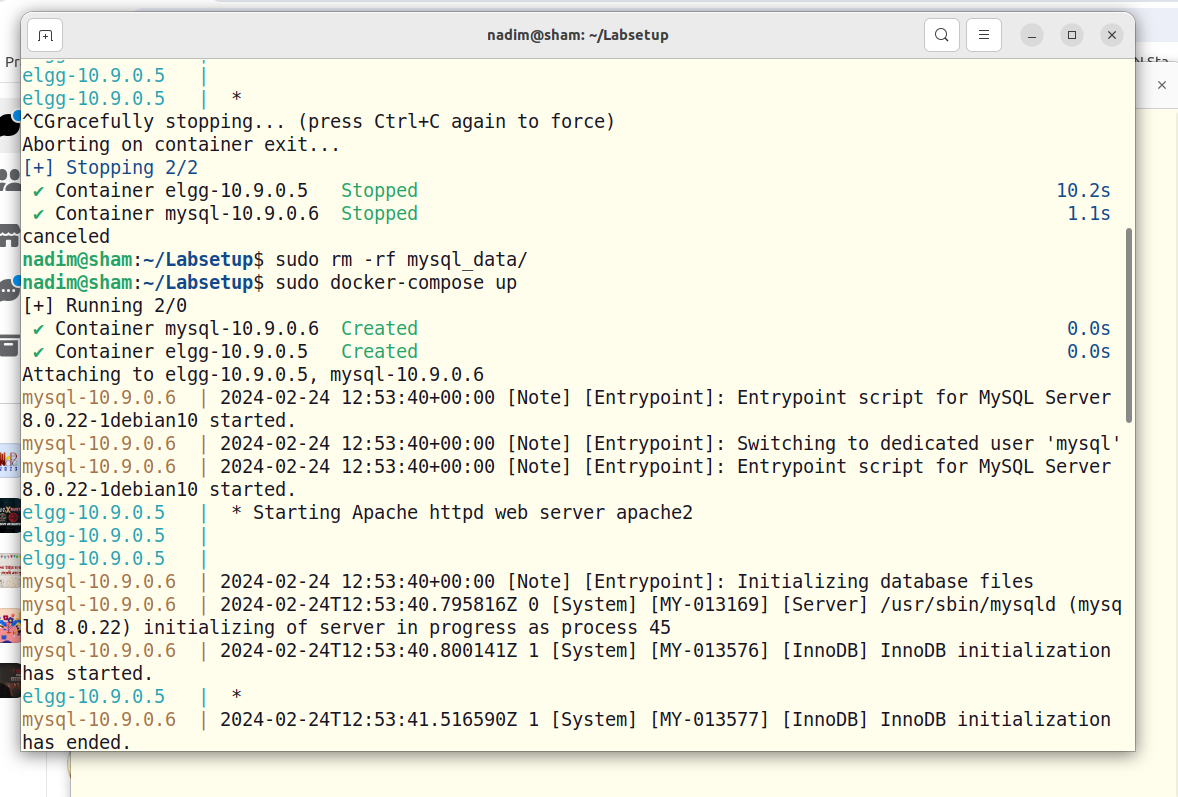 nadim@sham: ~/Labsetup
Pr
elgg-10.9.0.5   |
elgg-10.9.0.5   |  *
^CGracefully stopping... (press Ctrl+C again to force)
Aborting on container exit...
[+] Stopping 2/2
✔ Container elgg-10.9.0.5   Stopped   10.2s
✔ Container mysql-10.9.0.6  Stopped   1.1s
canceled
nadim@sham:~/Labsetup$ sudo rm -rf mysql_data/
nadim@sham:~/Labsetup$ sudo docker-compose up
[+] Running 2/0
✔ Container mysql-10.9.0.6  Created   0.0s
✔ Container elgg-10.9.0.5   Created   0.0s
Attaching to elgg-10.9.0.5, mysql-10.9.0.6
mysql-10.9.0.6  | 2024-02-24 12:53:40+00:00 [Note] [Entrypoint]: Entrypoint script for MySQL Server
8.0.22-1debian10 started.
mysql-10.9.0.6  | 2024-02-24 12:53:40+00:00 [Note] [Entrypoint]: Switching to dedicated user 'mysql'
mysql-10.9.0.6  | 2024-02-24 12:53:40+00:00 [Note] [Entrypoint]: Entrypoint script for MySQL Server
8.0.22-1debian10 started.
elgg-10.9.0.5   |  * Starting Apache httpd web server apache2
elgg-10.9.0.5   |
elgg-10.9.0.5   |
mysql-10.9.0.6  | 2024-02-24 12:53:40+00:00 [Note] [Entrypoint]: Initializing database files
mysql-10.9.0.6  | 2024-02-24T12:53:40.795816Z 0 [System] [MY-013169] [Server] /usr/sbin/mysqld (mysq
ld 8.0.22) initializing of server in progress as process 45
mysql-10.9.0.6  | 2024-02-24T12:53:40.800141Z 1 [System] [MY-013576] [InnoDB] InnoDB initialization
has started.
elgg-10.9.0.5   |  *
mysql-10.9.0.6  | 2024-02-24T12:53:41.516590Z 1 [System] [MY-013577] [InnoDB] InnoDB initialization
has ended.